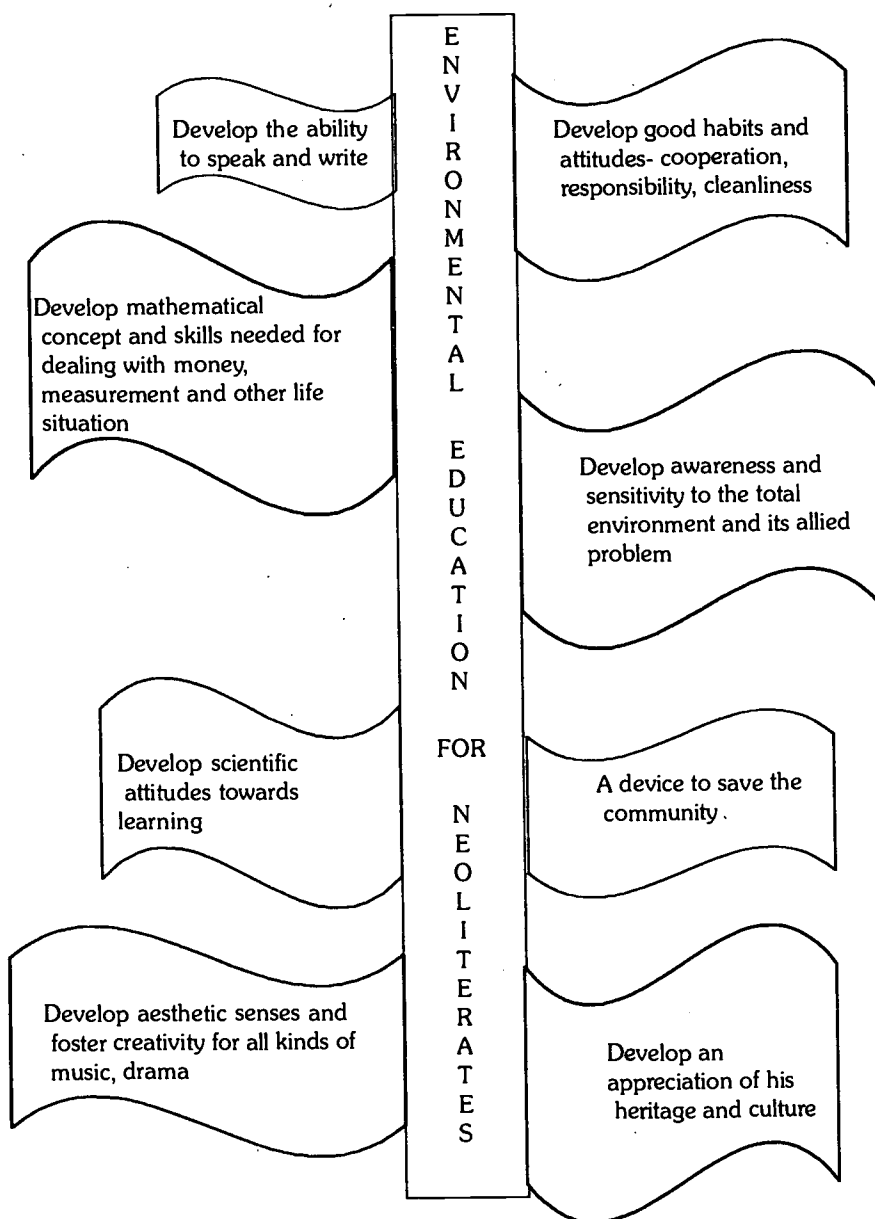 ENVIRONMENTAL EDUCATION FOR NEOLITERATES
Develop the ability
to speak and write
Develop good habits and
attitudes- cooperation,
responsibility, cleanliness
Develop mathematical
concept and skills needed for
dealing with money,
measurement and other life
situation
Develop awareness and
sensitivity to the total
environment and its allied
problem
Develop scientific
attitudes towards
learning
A device to save the
community.
Develop aesthetic senses and
foster creativity for all kinds of
music, drama
Develop an
appreciation of his
heritage and culture